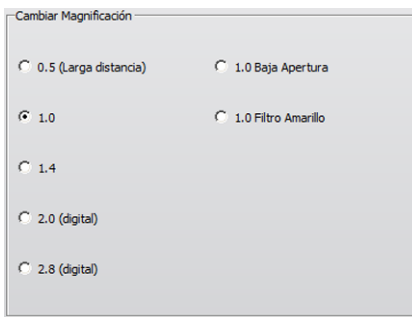 Cambiar Magnificación
0.5 (Larga distancia)
1.0 Baja Apertura
1.0
1.0 Filtro Amarillo
1.4
2.0 (digital)
2.8 (digital)